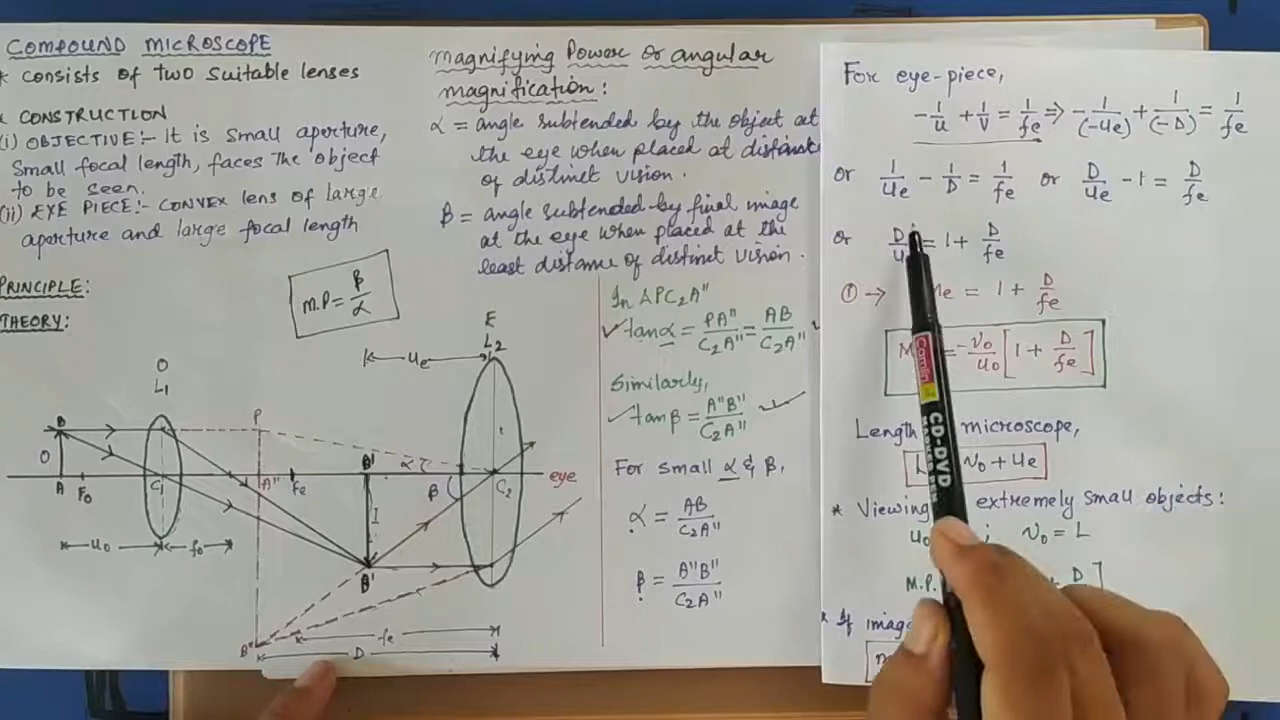 COMPOUND MICROSCOPE
* Consists of two suitable lenses
* CONSTRUCTION
(i) OBJECTIVE:- It is small aperture,
small focal length, faces the object
to be seen.
(ii) EYE PIECE:- CONVEX lens of large
aperture and large focal length
PRINCIPLE:
THEORY:
M.P = β/α
Magnifying Power or angular
magnification:
α = angle subtended by the object at
the eye when placed at distance
of distinct vision.
β = angle subtended by final image
at the eye when placed at the
least distance of distinct vision.
In ΔPC₂A"
✓ tan α = PA"/C₂A" = AB/C₂A"
Similarly,
✓ tan β = A"B"/C₂A" ✓
For small α & β,
α = AB/C₂A"
β = A"B"/C₂A"
O
L₁
E
L₂
uₑ
B
P
B'
α
O
A
F₀
C₁
A"
fₑ
β
C₂
eye
I
u₀
f₀
B'
B"
fₑ
D
For eye-piece,
-1/u + 1/v = 1/fₑ ⇒ -1/(-uₑ) + 1/(-D) = 1/fₑ
or 1/uₑ - 1/D = 1/fₑ or D/uₑ - 1 = D/fₑ
or D/u = 1 + D/fₑ
① → = 1 + D/fₑ
M = -v₀/u₀ [1 + D/fₑ]
Length microscope,
v₀ + uₑ
* Viewing extremely small objects:
u₀ ; v₀ = L
M.P. + D ]
* If image